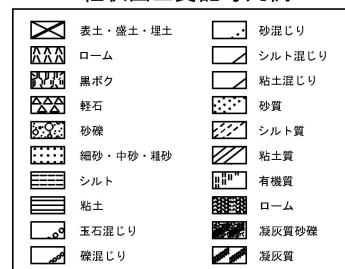 表土・盛土・埋土
ローム
黒ボク
軽石
砂礫
細砂・中砂・粗砂
シルト
粘土
玉石混じり
礫混じり
砂混じり
シルト混じり
粘土混じり
砂質
シルト質
粘土質
有機質
ローム
凝灰質砂礫
凝灰質